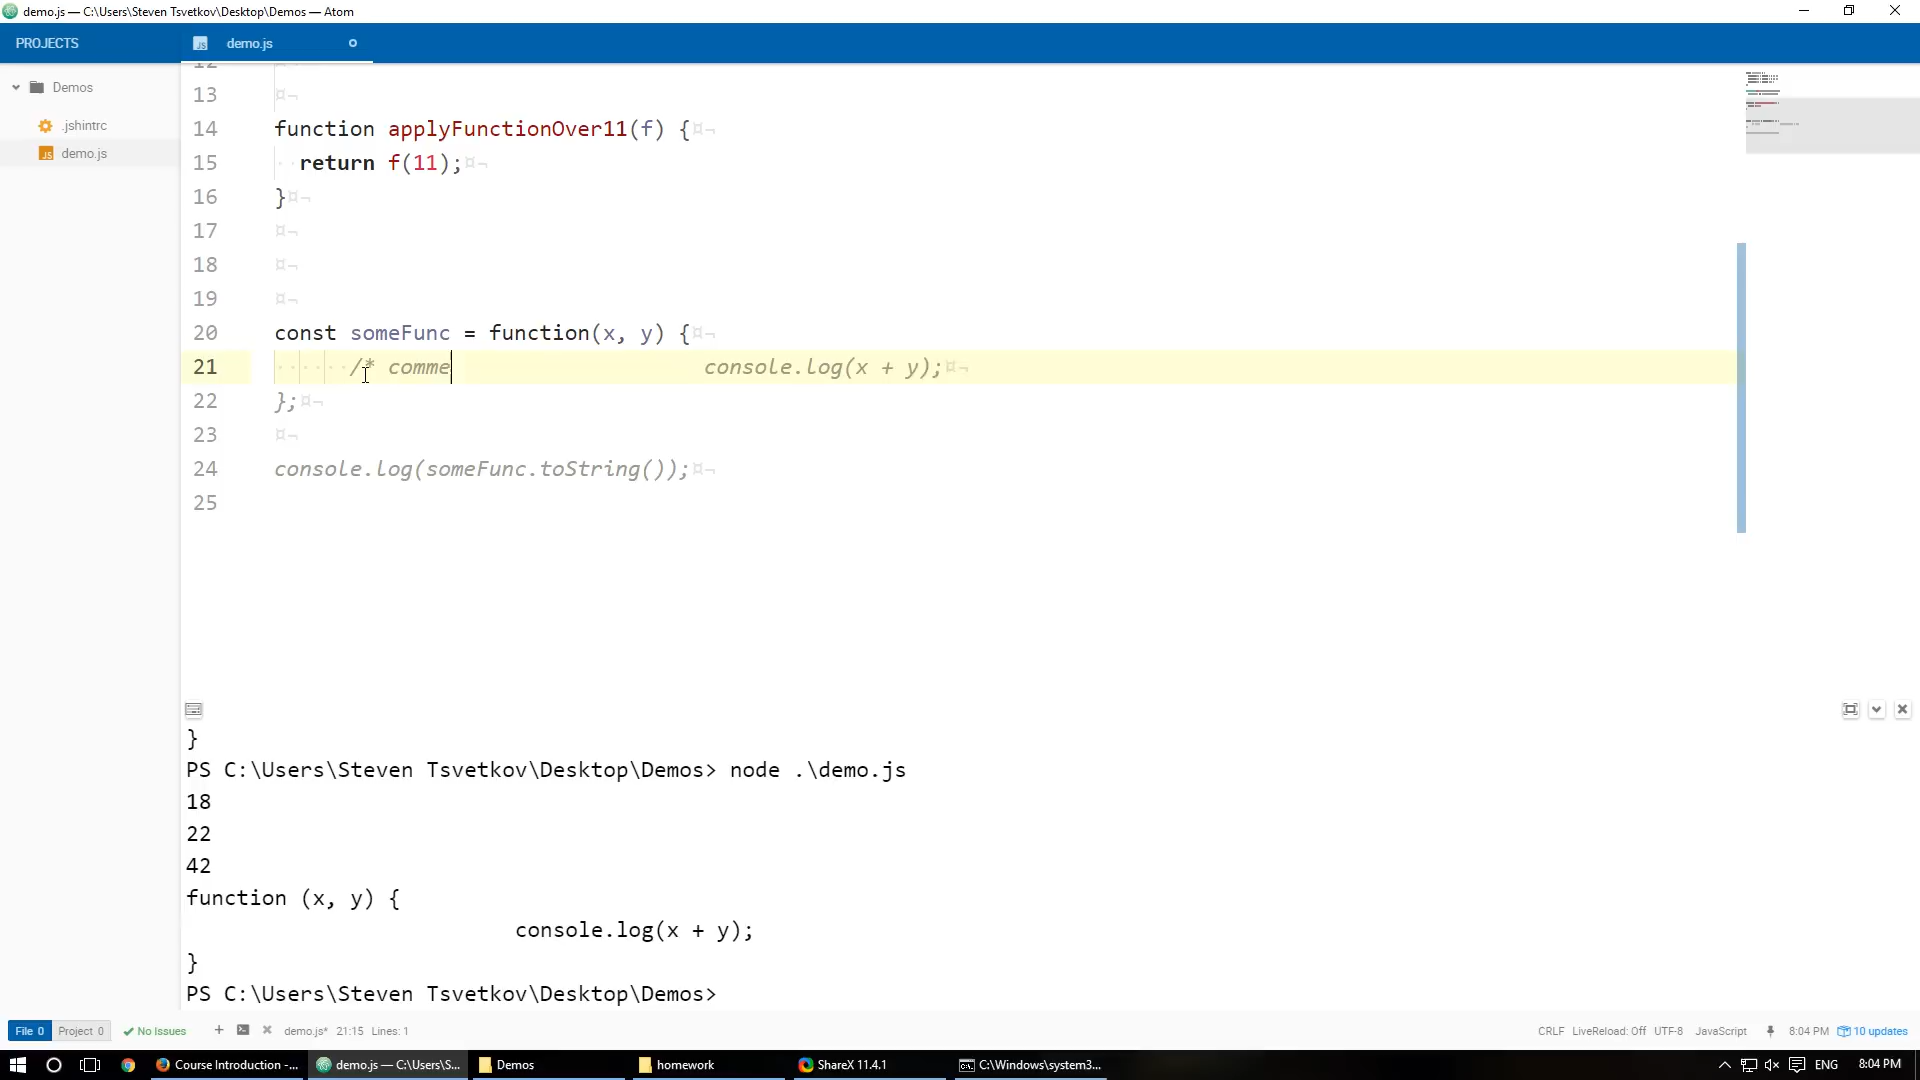 demo.js — C:\Users\Steven Tsvetkov\Desktop\Demos — Atom
PROJECTS
demo.js
Demos
.jshintrc
demo.js
12
13 ¤¬
14 function applyFunctionOver11(f) {¤¬
15 return f(11);¤¬
16 }¤¬
17 ¤¬
18 ¤¬
19 ¤¬
20 const someFunc = function(x, y) {¤¬
21 ······/* comme console.log(x + y);¤¬
22 };¤¬
23 ¤¬
24 console.log(someFunc.toString());¤¬
25
}
PS C:\Users\Steven Tsvetkov\Desktop\Demos> node .\demo.js
18
22
42
function (x, y) {
console.log(x + y);
}
PS C:\Users\Steven Tsvetkov\Desktop\Demos>
File 0 Project 0 No Issues demo.js* 21:15 Lines: 1 CRLF LiveReload: Off UTF-8 JavaScript 8:04 PM 10 updates
Course Introduction -... demo.js — C:\Users\S... Demos homework ShareX 11.4.1 C:\Windows\system3... ENG 8:04 PM